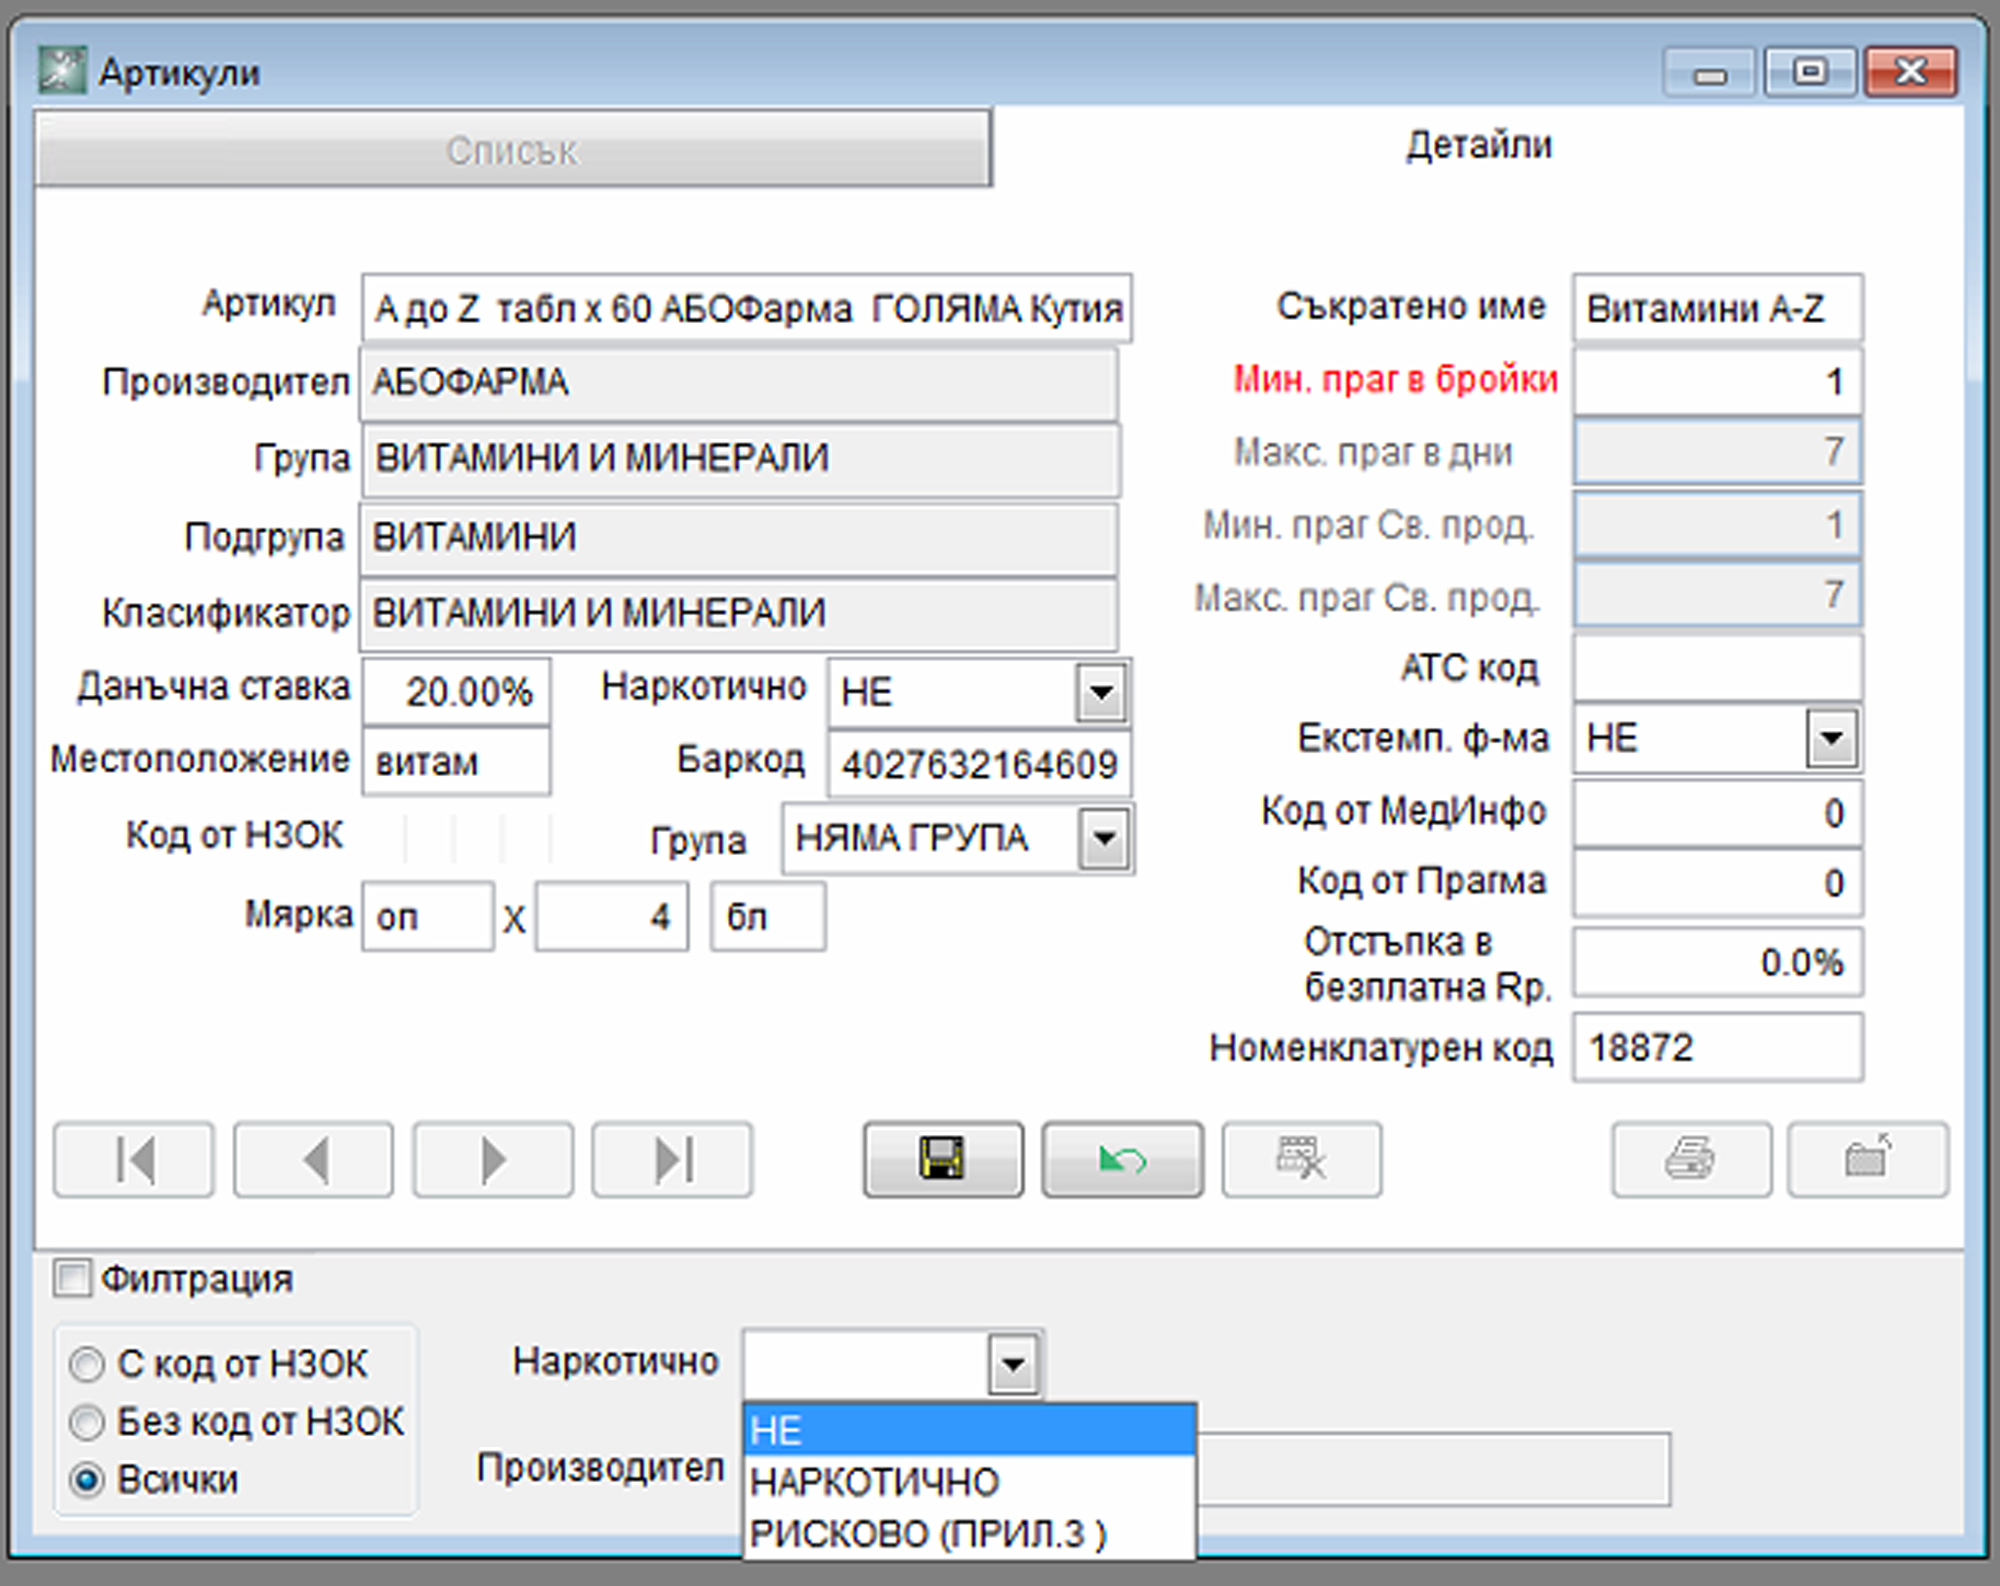 Артикули
Списък
Детайли
Артикул А до Z табл х 60 АБОФарма ГОЛЯМА Кутия
Съкратено име Витамини A-Z
Производител АБОФАРМА
Мин. праг в бройки 1
Група ВИТАМИНИ И МИНЕРАЛИ
Макс. праг в дни 7
Подгрупа ВИТАМИНИ
Мин. праг Св. прод. 1
Класификатор ВИТАМИНИ И МИНЕРАЛИ
Макс. праг Св. прод. 7
Данъчна ставка 20.00% Наркотично НЕ
АТС код
Местоположение витам Баркод 4027632164609
Екстемп. ф-ма НЕ
Код от НЗОК Група НЯМА ГРУПА
Код от МедИнфо 0
Мярка оп X 4 бл
Код от Прагма 0
Отстъпка в
безплатна Rp. 0.0%
Номенклатурен код 18872
Филтрация
С код от НЗОК
Без код от НЗОК
Всички
Наркотично
НЕ
НАРКОТИЧНО
РИСКОВО (ПРИЛ.3 )
Производител